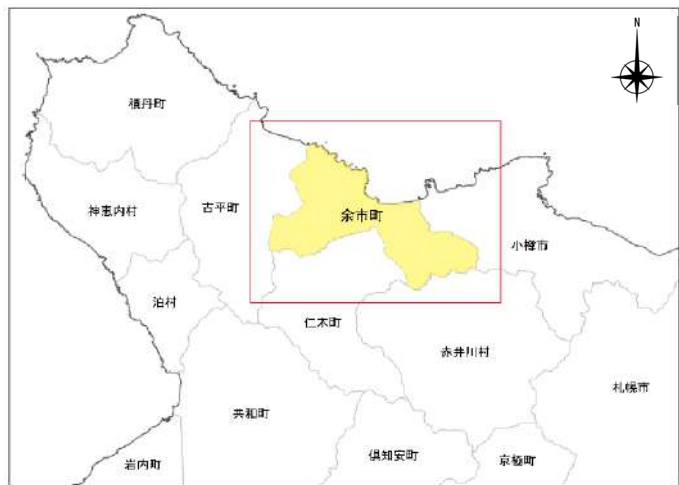 N
積丹町
神恵内村
古平町
余市町
小樽市
泊村
仁木町
赤井川村
札幌市
共和町
倶知安町
京極町
岩内町